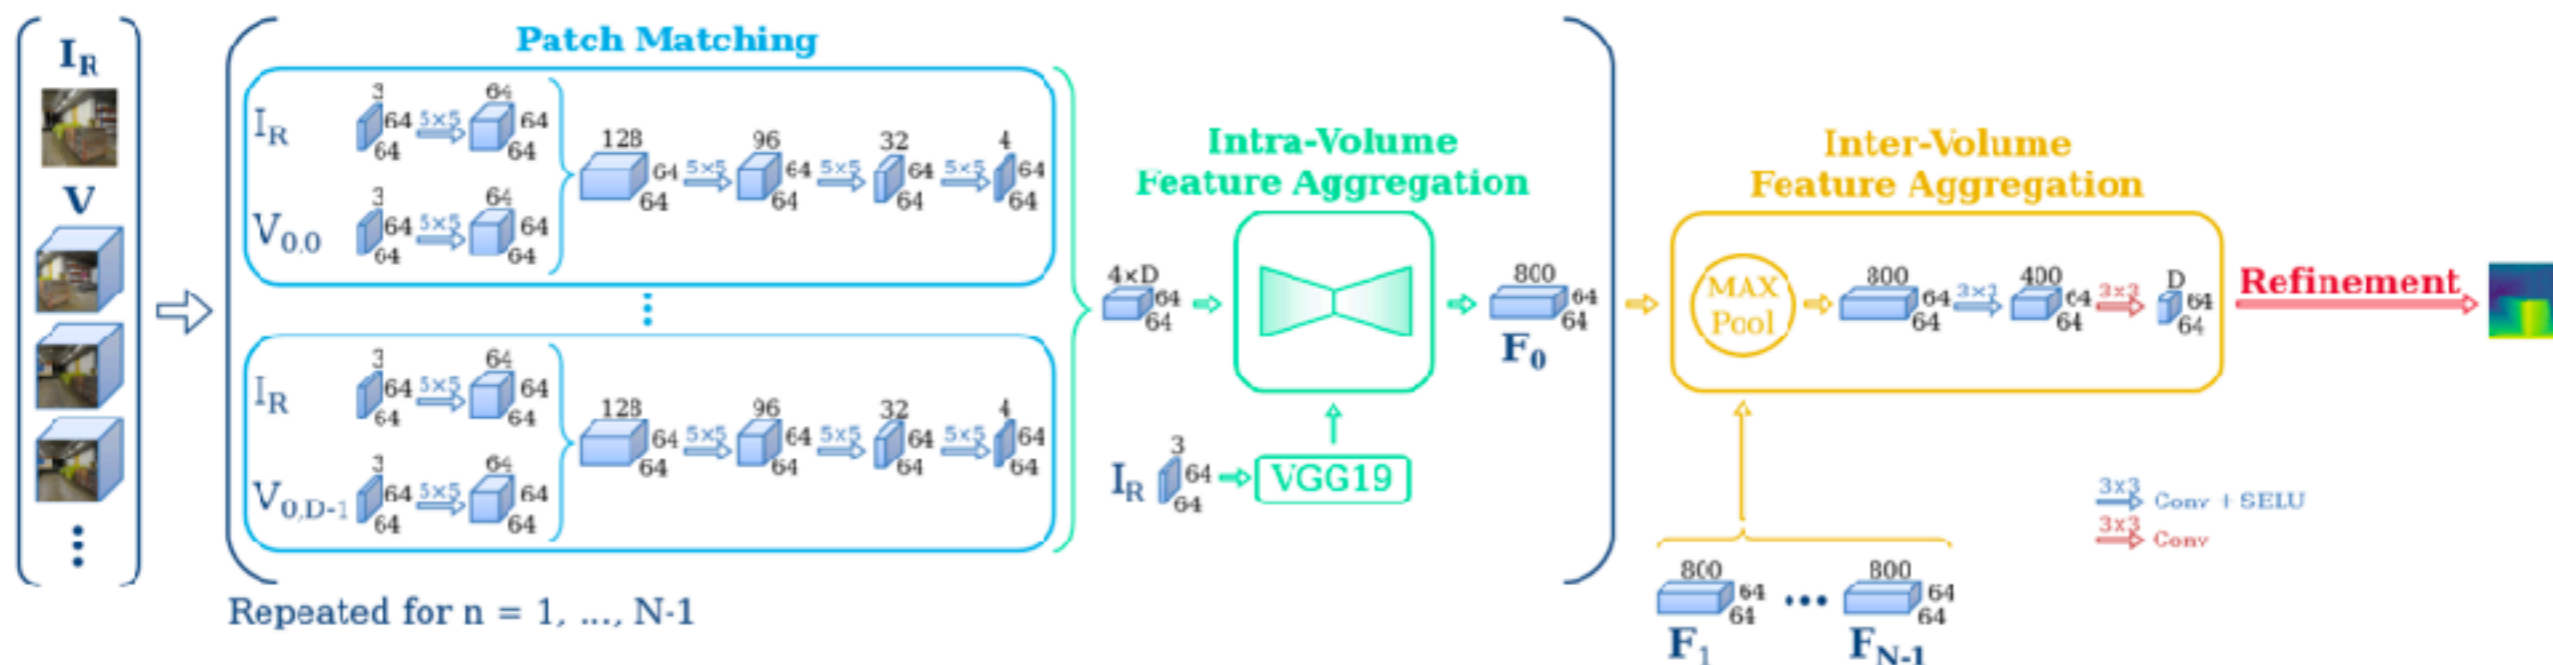 I_R
V
Patch Matching
I_R 3 64 64 5×5 64 64 64
V_0,0 3 64 64 5×5 64 64 64
128 64 64 5×5 96 64 64 5×5 32 64 64 5×5 4 64 64
I_R 3 64 64 5×5 64 64 64
V_0,D-1 3 64 64 5×5 64 64 64
128 64 64 5×5 96 64 64 5×5 32 64 64 5×5 4 64 64
Repeated for n = 1, ..., N-1
4×D 64 64
Intra-Volume
Feature Aggregation
I_R 3 64 64
VGG19
800 64 64
F_0
Inter-Volume
Feature Aggregation
MAX
Pool
800 64 64 3×3 400 64 64 3×3 D 64 64
Refinement
800 64 64 ... 800 64 64
F_1 F_N-1
3x3 Conv + SELU
3x3 Conv